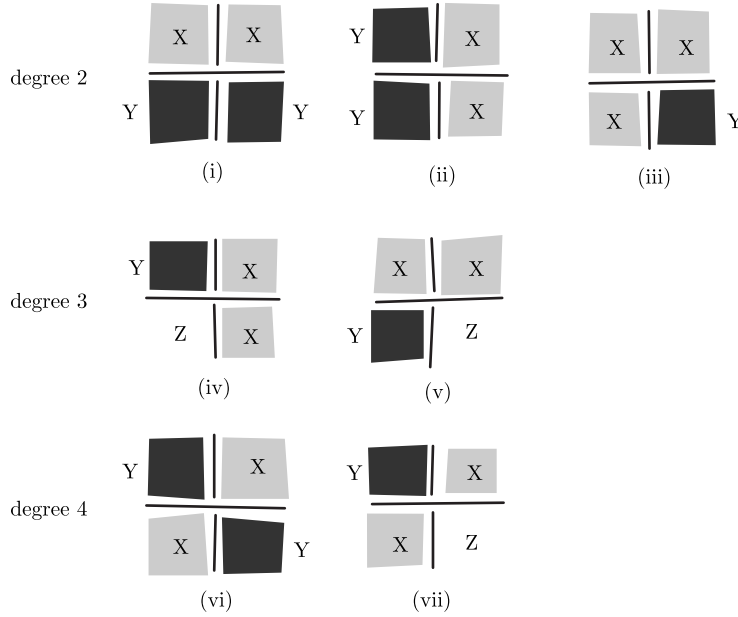 X X Y X X X
degree 2
Y Y Y X X Y
(i) (ii) (iii)
Y X X X
degree 3
Z X Y Z
(iv) (v)
Y X Y X
degree 4
X Y X Z
(vi) (vii)